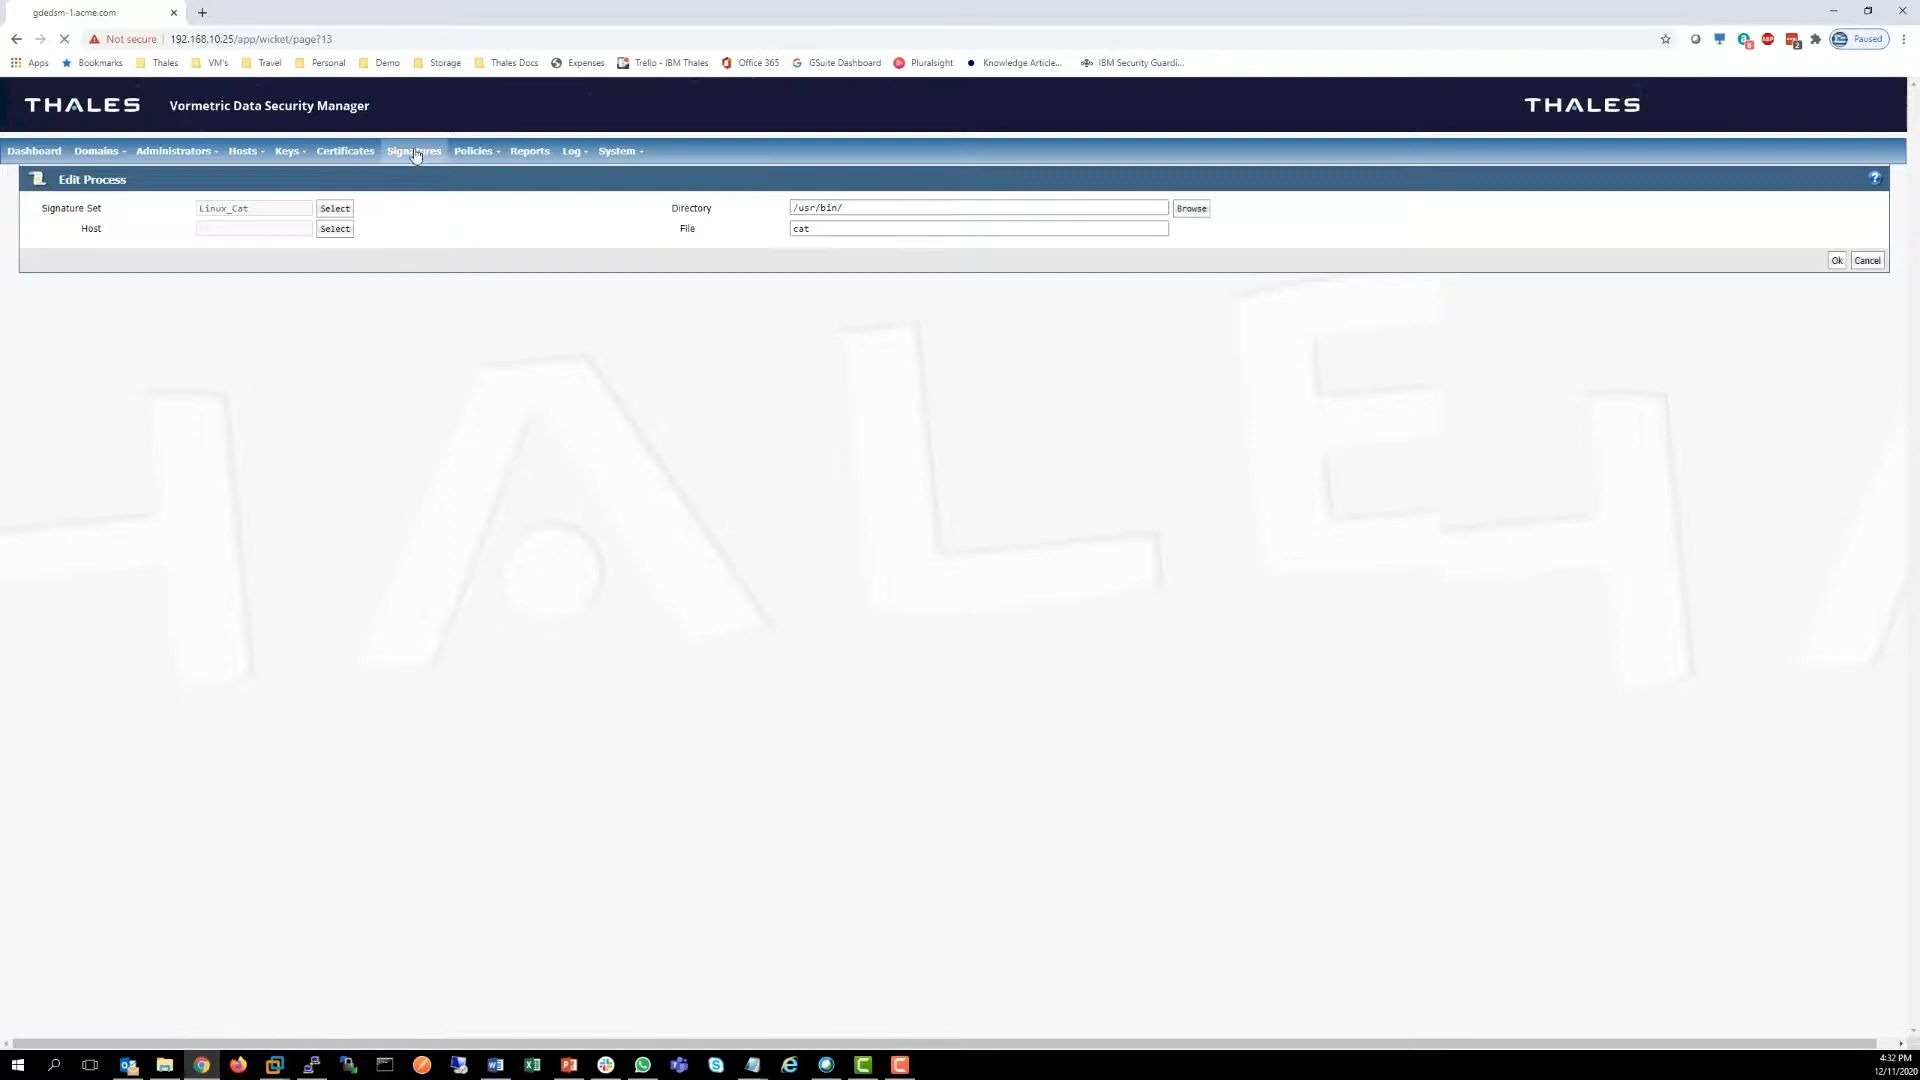 gdedsm-1.acme.com
Not secure 192.168.10.25/app/wicket/page?13 Paused
Apps Bookmarks Thales VM's Travel Personal Demo Storage Thales Docs Expenses Trello - IBM Thales Office 365 GSuite Dashboard Pluralsight Knowledge Article... IBM Security Guardi...
THALES Vormetric Data Security Manager THALES
Dashboard Domains Administrators Hosts Keys Certificates Signatures Policies Reports Log System
Edit Process
Signature Set Linux_Cat Select Directory /usr/bin/ Browse
Host Select File cat
Ok Cancel
4:32 PM
12/11/2020